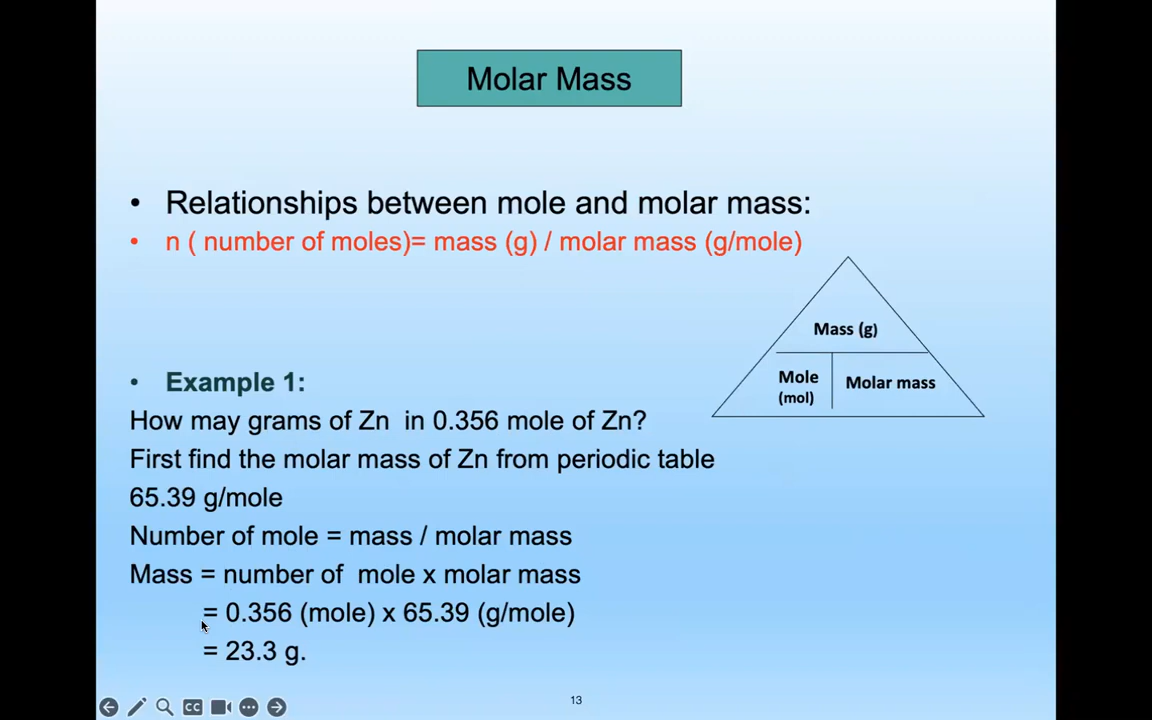 Molar Mass
• Relationships between mole and molar mass:
• n ( number of moles)= mass (g) / molar mass (g/mole)
Mass (g)
Mole
(mol)
Molar mass
• Example 1:
How may grams of Zn in 0.356 mole of Zn?
First find the molar mass of Zn from periodic table
65.39 g/mole
Number of mole = mass / molar mass
Mass = number of mole x molar mass
= 0.356 (mole) x 65.39 (g/mole)
= 23.3 g.
CC
13